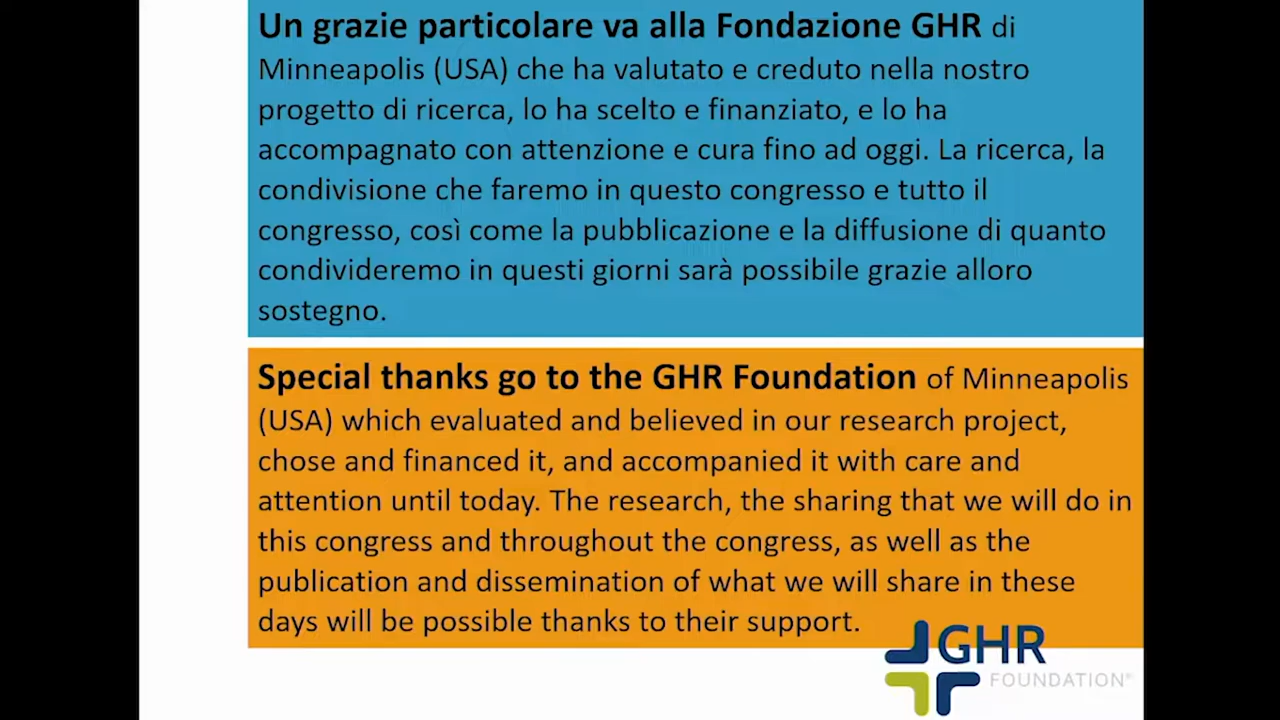 Un grazie particolare va alla Fondazione GHR di
Minneapolis (USA) che ha valutato e creduto nella nostro
progetto di ricerca, lo ha scelto e finanziato, e lo ha
accompagnato con attenzione e cura fino ad oggi. La ricerca, la
condivisione che faremo in questo congresso e tutto il
congresso, così come la pubblicazione e la diffusione di quanto
condivideremo in questi giorni sarà possibile grazie alloro
sostegno.
Special thanks go to the GHR Foundation of Minneapolis
(USA) which evaluated and believed in our research project,
chose and financed it, and accompanied it with care and
attention until today. The research, the sharing that we will do in
this congress and throughout the congress, as well as the
publication and dissemination of what we will share in these
days will be possible thanks to their support.
GHR
FOUNDATION®